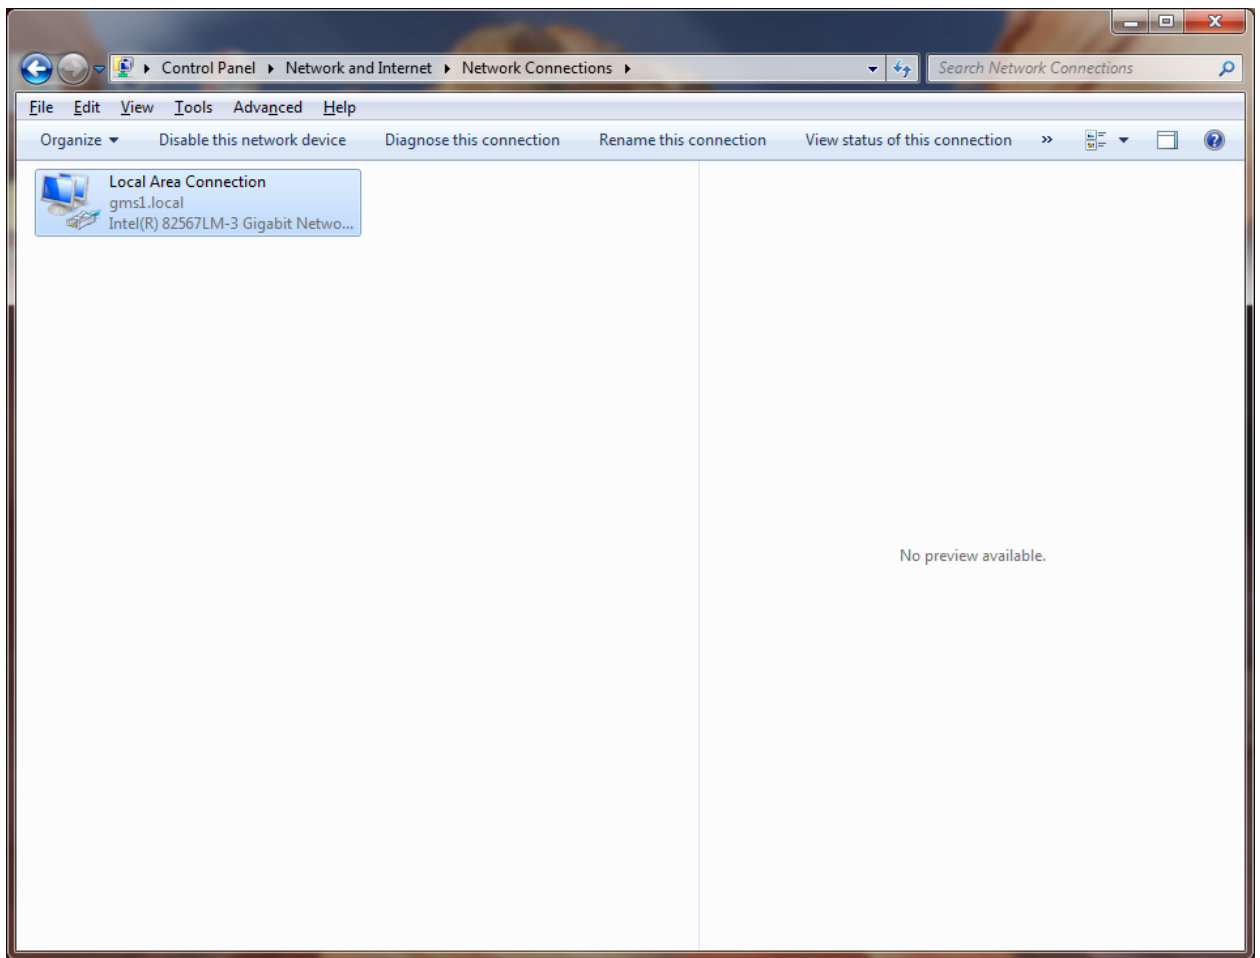 Control Panel Network and Internet Network Connections Search Network Connections
File Edit View Tools Advanced Help
Organize Disable this network device Diagnose this connection Rename this connection View status of this connection »
Local Area Connection
gms1.local
Intel(R) 82567LM-3 Gigabit Netwo...
No preview available.